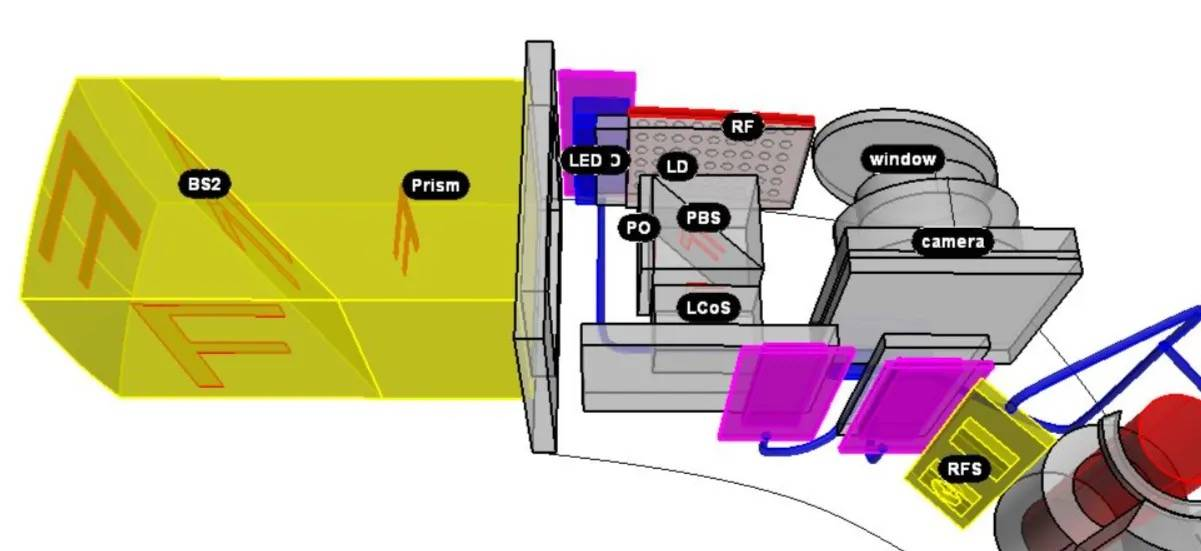 RF
window
LED
LD
BS2
Prism
PBS
PO
camera
LCoS
RFS
F
F
F